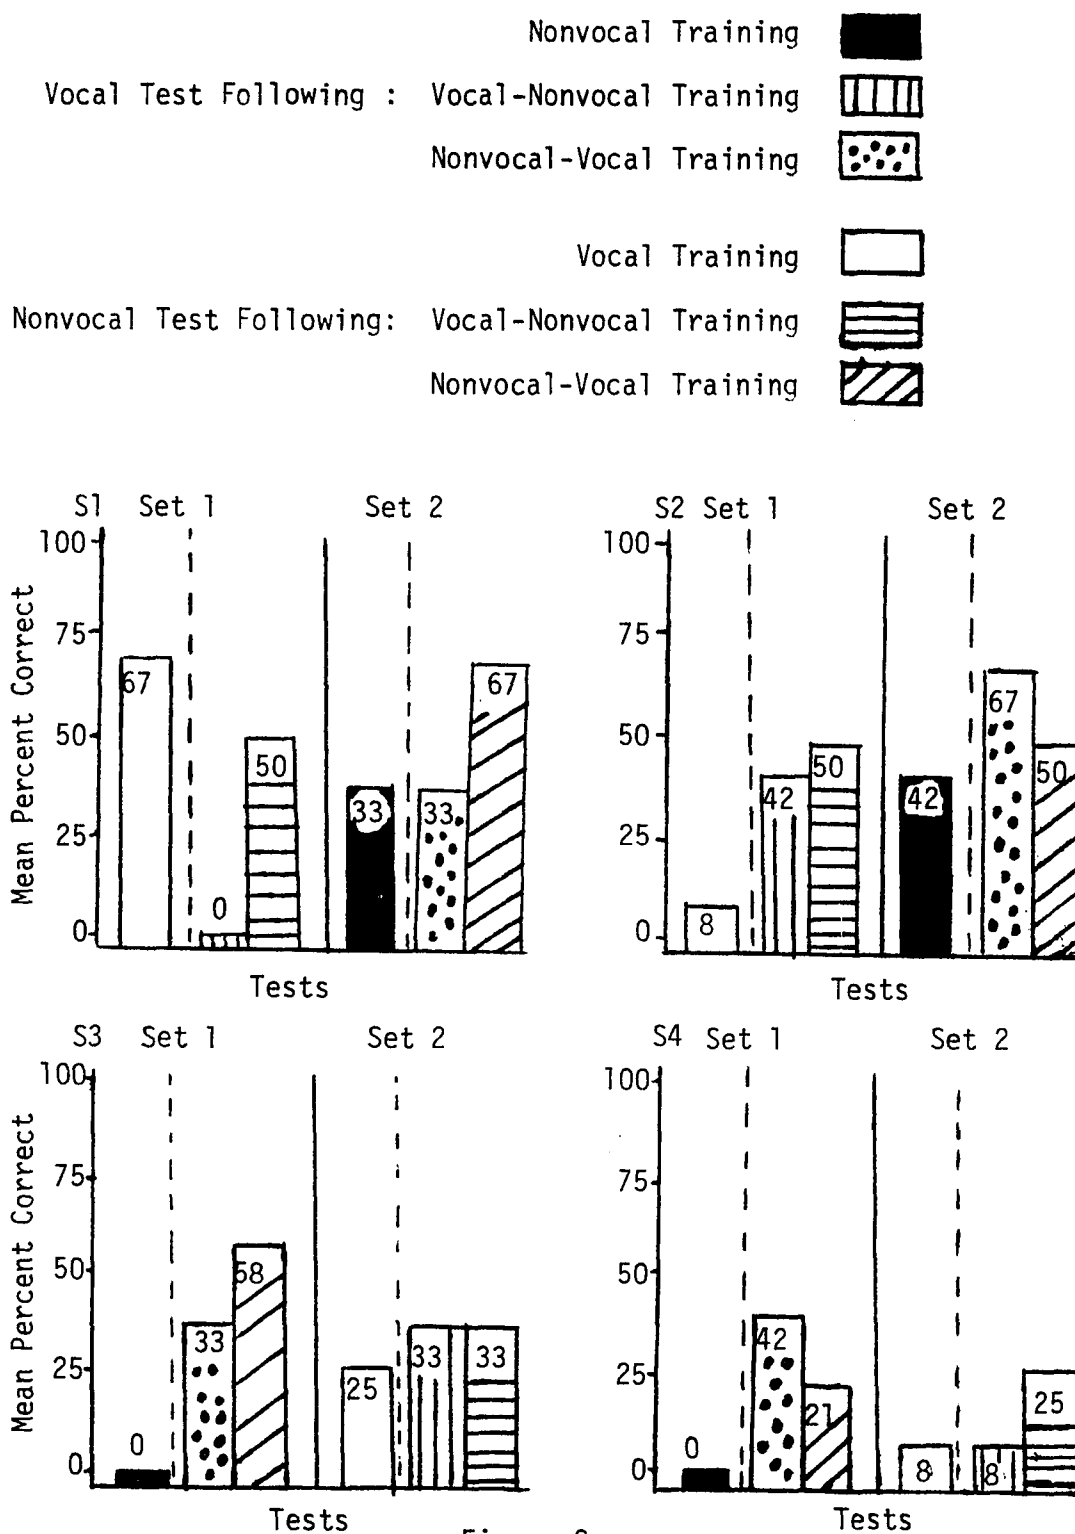 Nonvocal Training
Vocal Test Following : Vocal-Nonvocal Training
Nonvocal-Vocal Training
Vocal Training
Nonvocal Test Following: Vocal-Nonvocal Training
Nonvocal-Vocal Training
S1 Set 1 Set 2
Mean Percent Correct
100
75
50
25
0
67
0
50
33
33
67
Tests
S2 Set 1 Set 2
100
75
50
25
0
8
42
50
42
67
50
Tests
S3 Set 1 Set 2
Mean Percent Correct
100
75
50
25
0
0
33
58
25
33
33
Tests
S4 Set 1 Set 2
100
75
50
25
0
0
42
21
8
8
25
Tests